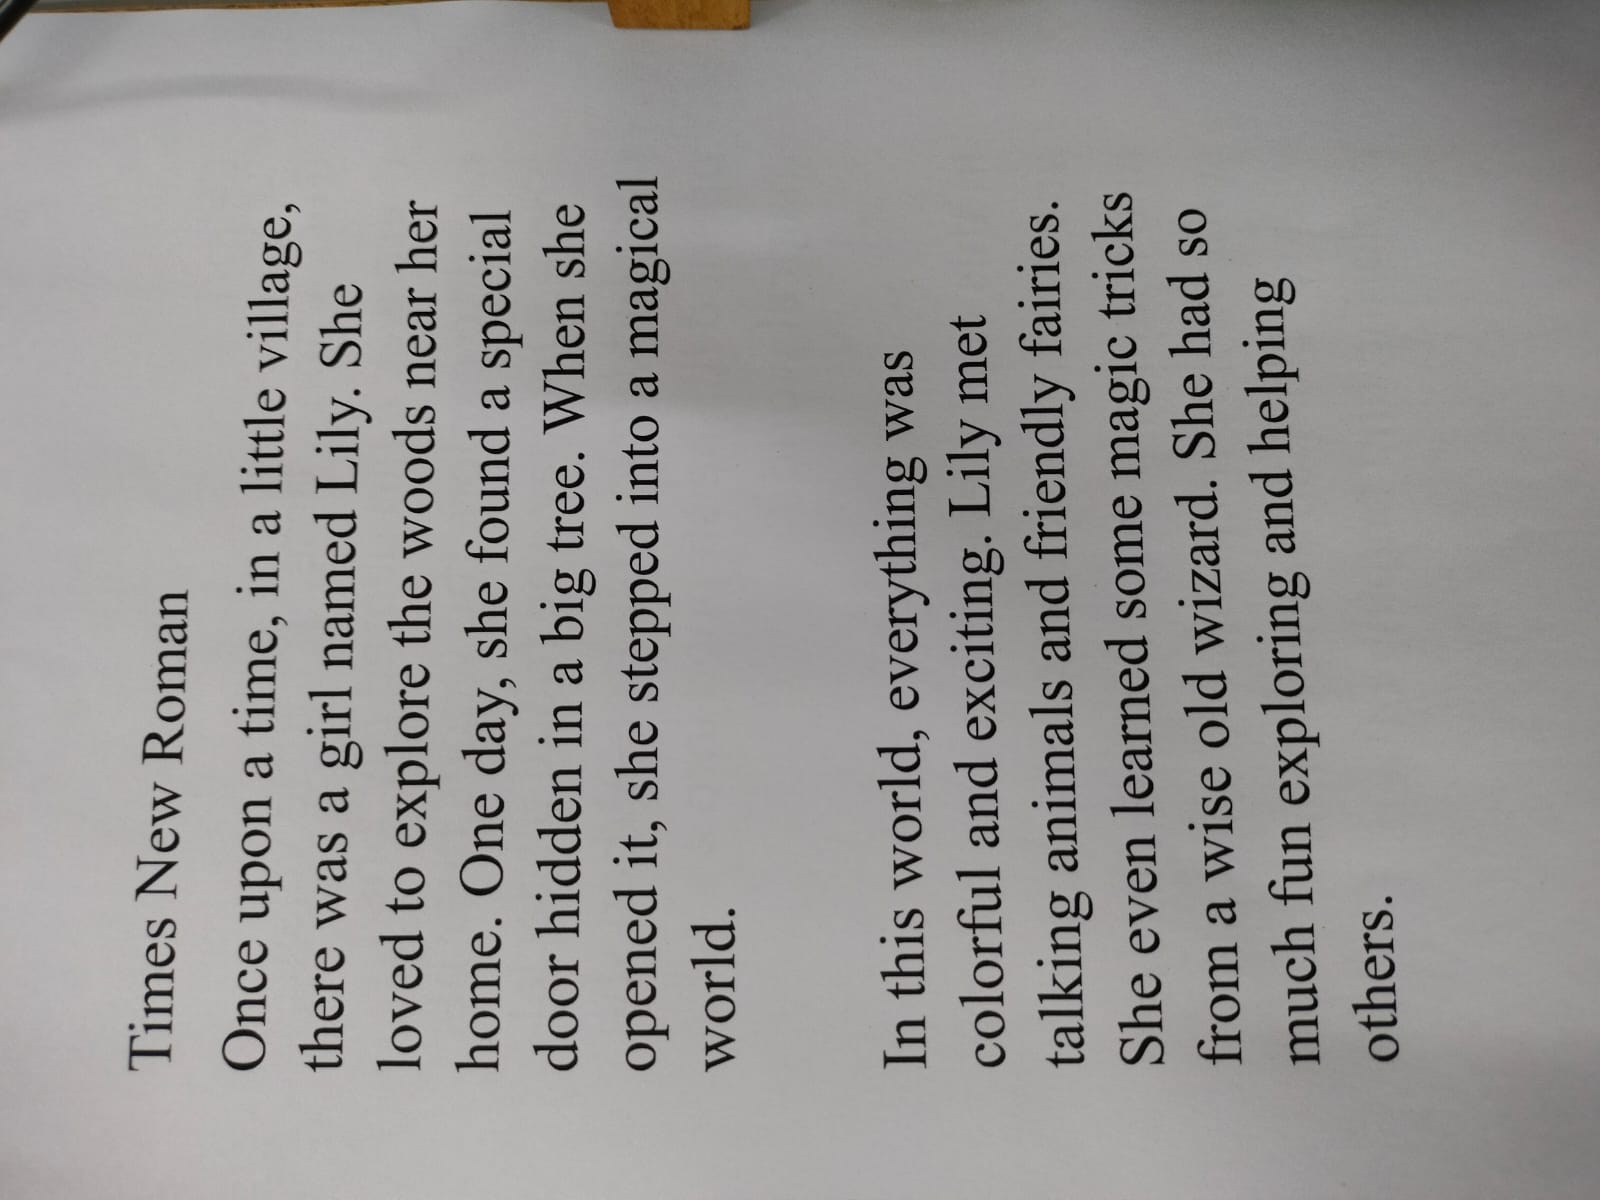 Times New Roman
Once upon a time, in a little village,
there was a girl named Lily. She
loved to explore the woods near her
home. One day, she found a special
door hidden in a big tree. When she
opened it, she stepped into a magical
world.
In this world, everything was
colorful and exciting. Lily met
talking animals and friendly fairies.
She even learned some magic tricks
from a wise old wizard. She had so
much fun exploring and helping
others.